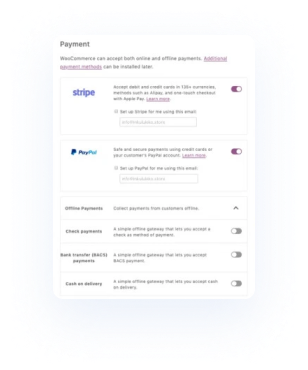 Payment
WooCommerce can accept both online and offline payments. Additional
payment methods can be installed later.
stripe
Accept debit and credit cards in 135+ currencies,
methods such as Alipay, and one-touch checkout
with Apple Pay. Learn more.
Set up Stripe for me using this email:
PayPal
Safe and secure payments using credit cards or
your customer's PayPal account. Learn more.
Set up PayPal for me using this email:
Offline Payments
Collect payments from customers offline.
Check payments
A simple offline gateway that lets you accept a
check as method of payment.
Bank transfer (BACS)
payments
A simple offline gateway that lets you accept
BACS payment.
Cash on delivery
A simple offline gateway that lets you accept cash
on delivery.